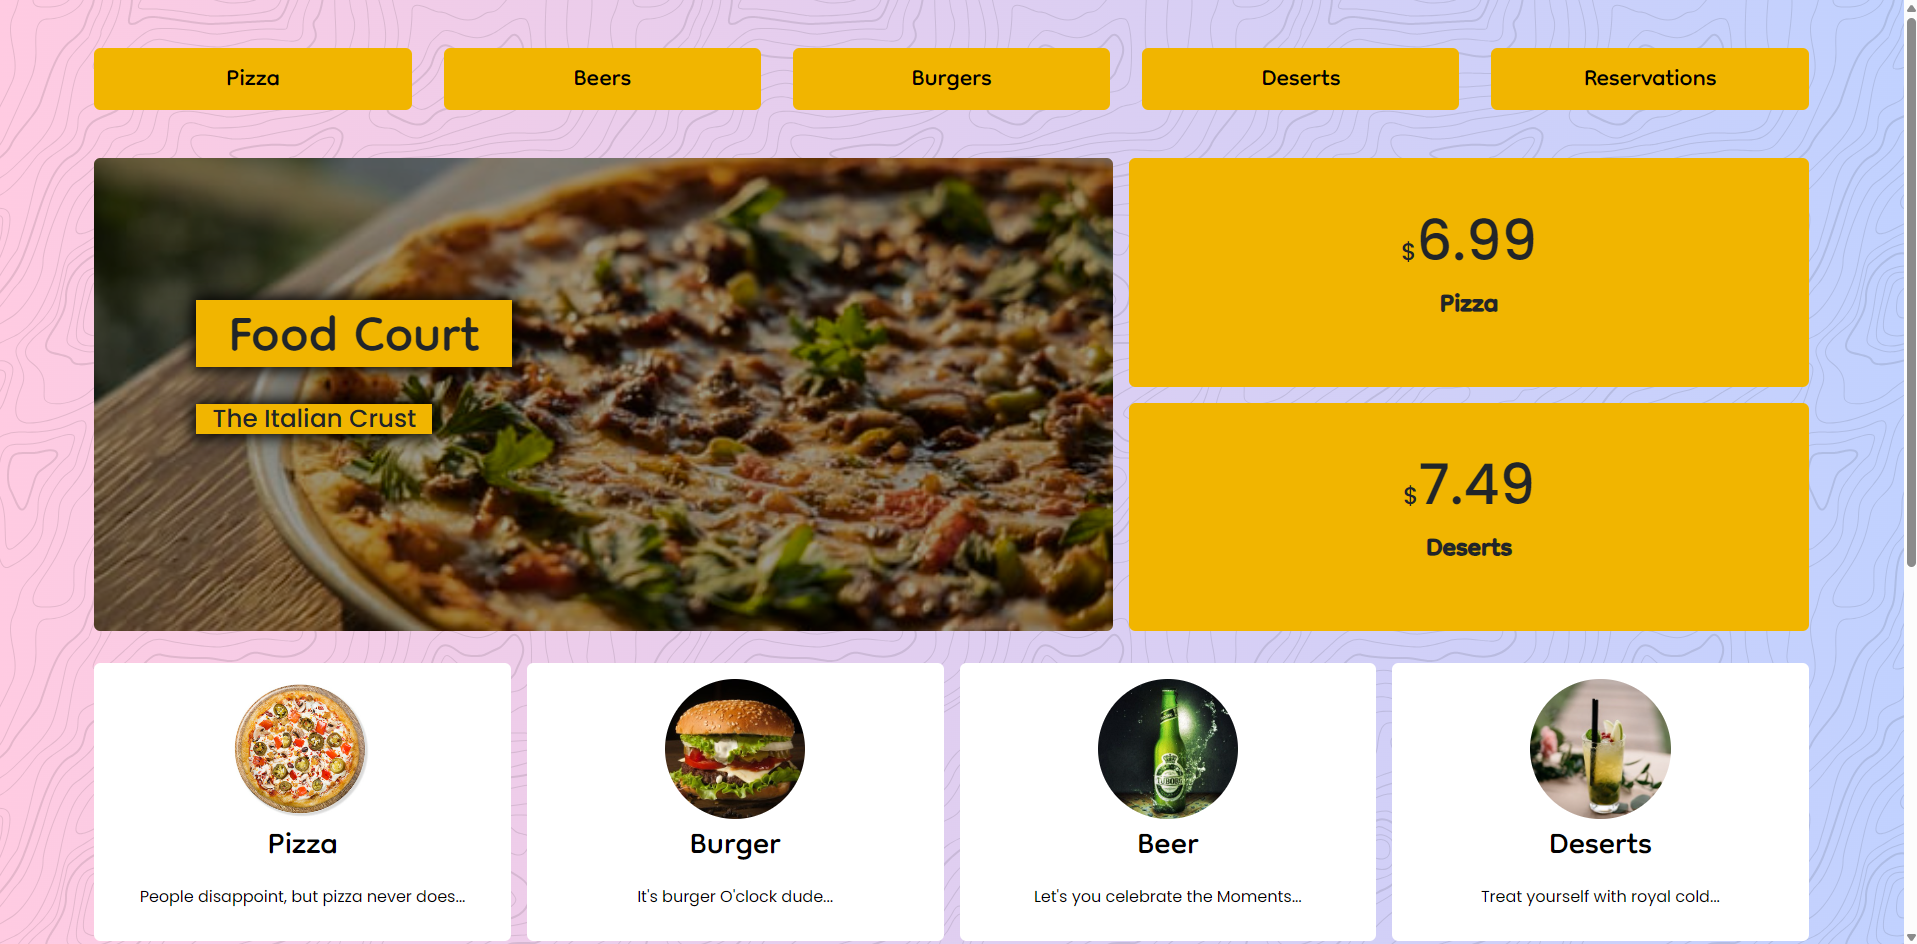 Pizza
Beers
Burgers
Deserts
Reservations
Food Court
The Italian Crust
$6.99
Pizza
$7.49
Deserts
Pizza
People disappoint, but pizza never does...
Burger
It's burger O'clock dude...
Beer
Let's you celebrate the Moments...
Deserts
Treat yourself with royal cold...